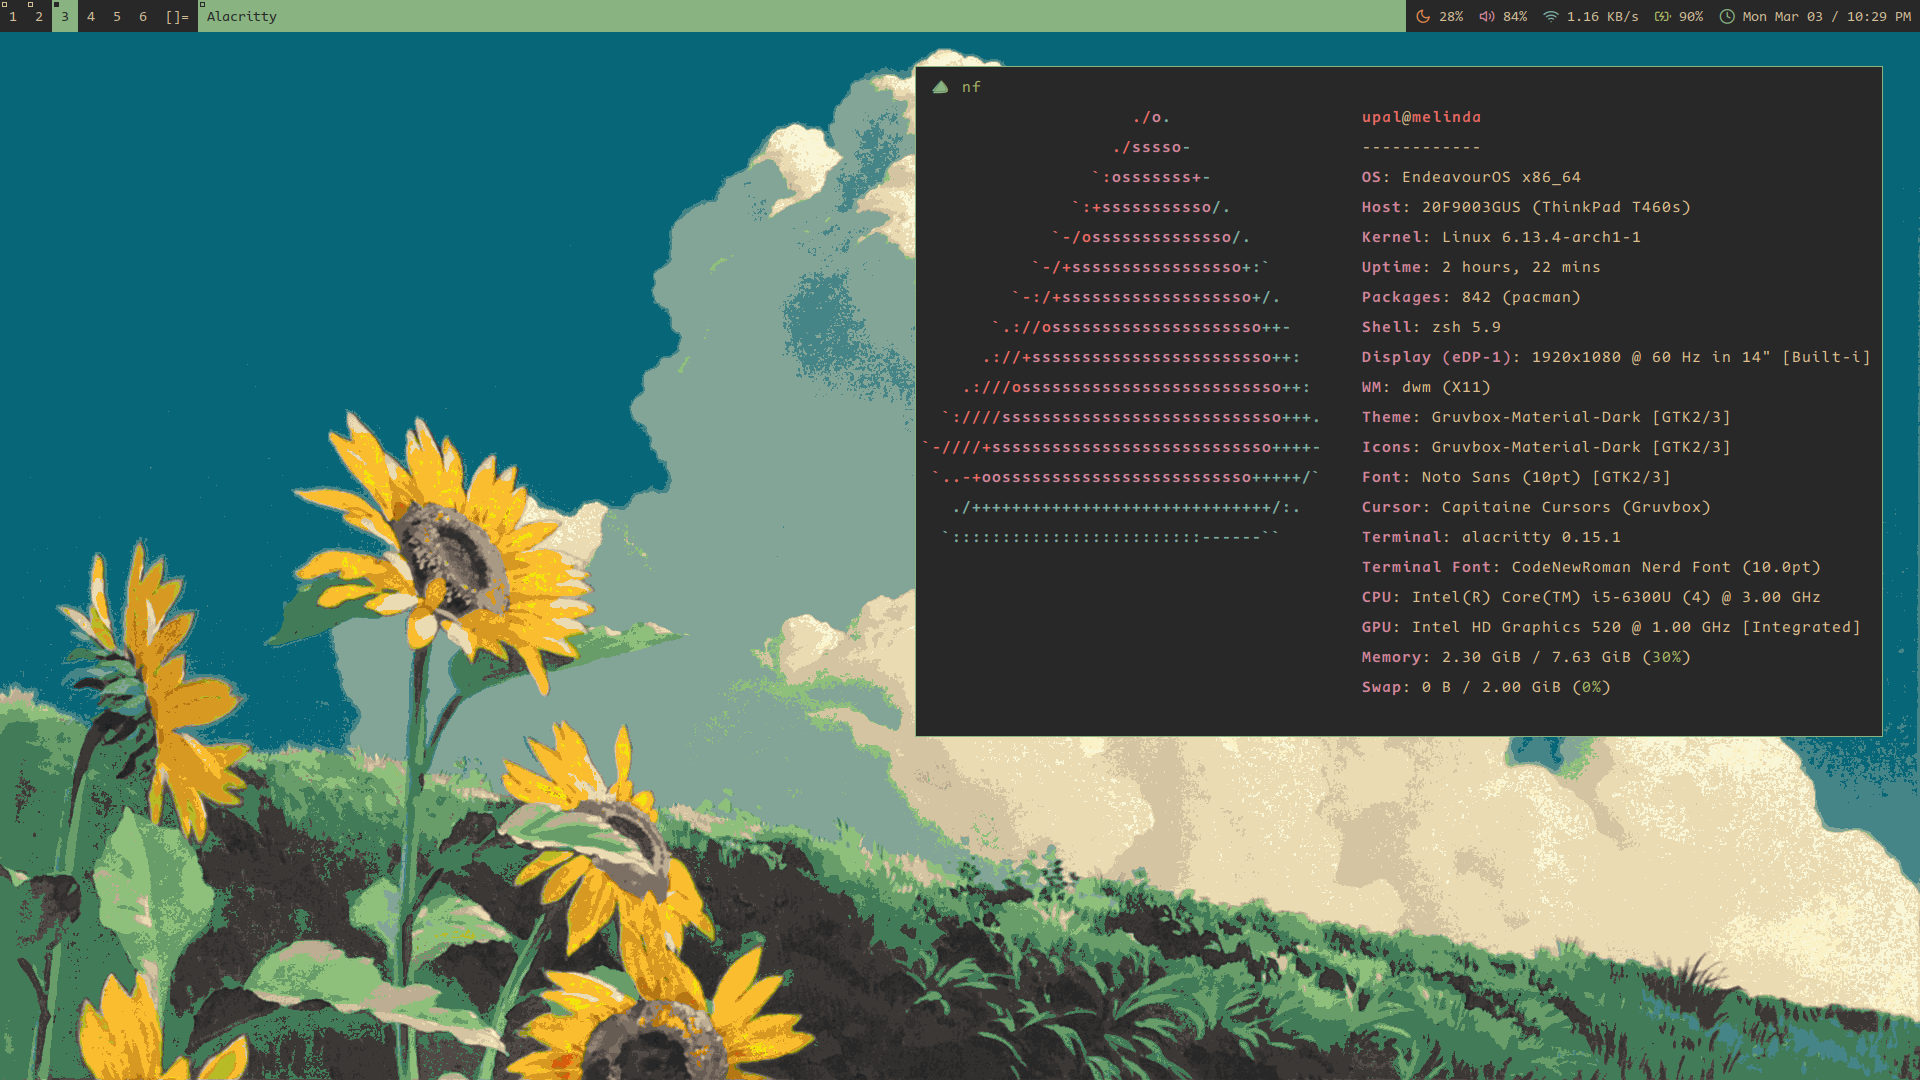 1 2 3 4 5 6 []= Alacritty 28% 84% 1.16 KB/s 90% Mon Mar 03 / 10:29 PM
nf
./o.
./sssso-
`:osssssss+-
`:+sssssssssso/.
`-/ossssssssssssso/.
`-/+sssssssssssssssso+:`
`-:/+sssssssssssssssssso+/.
`.://osssssssssssssssssssso++-
.://+ssssssssssssssssssssssso++:
.:///ossssssssssssssssssssssssso++:
`:////ssssssssssssssssssssssssssso+++.
`-////+ssssssssssssssssssssssssssso++++-
`..-+oosssssssssssssssssssssssso+++++/`
./++++++++++++++++++++++++++++++/:.
`:::::::::::::::::::::::::------``
upal@melinda
------------
OS: EndeavourOS x86_64
Host: 20F9003GUS (ThinkPad T460s)
Kernel: Linux 6.13.4-arch1-1
Uptime: 2 hours, 22 mins
Packages: 842 (pacman)
Shell: zsh 5.9
Display (eDP-1): 1920x1080 @ 60 Hz in 14" [Built-i]
WM: dwm (X11)
Theme: Gruvbox-Material-Dark [GTK2/3]
Icons: Gruvbox-Material-Dark [GTK2/3]
Font: Noto Sans (10pt) [GTK2/3]
Cursor: Capitaine Cursors (Gruvbox)
Terminal: alacritty 0.15.1
Terminal Font: CodeNewRoman Nerd Font (10.0pt)
CPU: Intel(R) Core(TM) i5-6300U (4) @ 3.00 GHz
GPU: Intel HD Graphics 520 @ 1.00 GHz [Integrated]
Memory: 2.30 GiB / 7.63 GiB (30%)
Swap: 0 B / 2.00 GiB (0%)